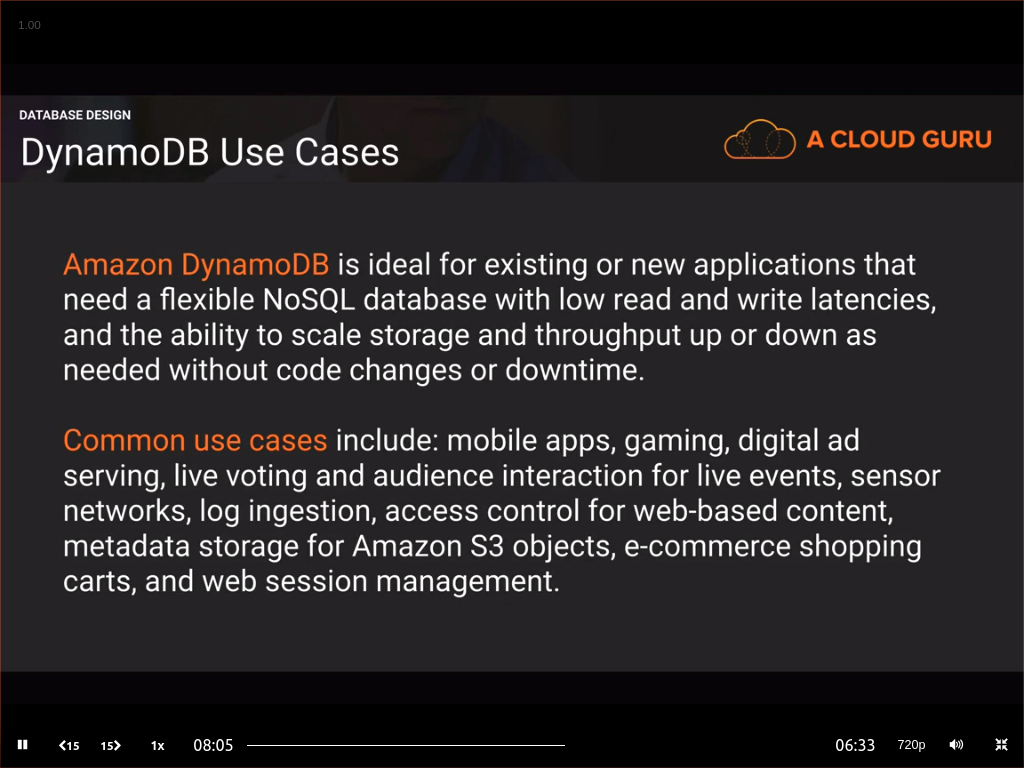 1.00
DATABASE DESIGN
DynamoDB Use Cases
A CLOUD GURU
Amazon DynamoDB is ideal for existing or new applications that
need a flexible NoSQL database with low read and write latencies,
and the ability to scale storage and throughput up or down as
needed without code changes or downtime.
Common use cases include: mobile apps, gaming, digital ad
serving, live voting and audience interaction for live events, sensor
networks, log ingestion, access control for web-based content,
metadata storage for Amazon S3 objects, e-commerce shopping
carts, and web session management.
15 15 1x 08:05 06:33 720p